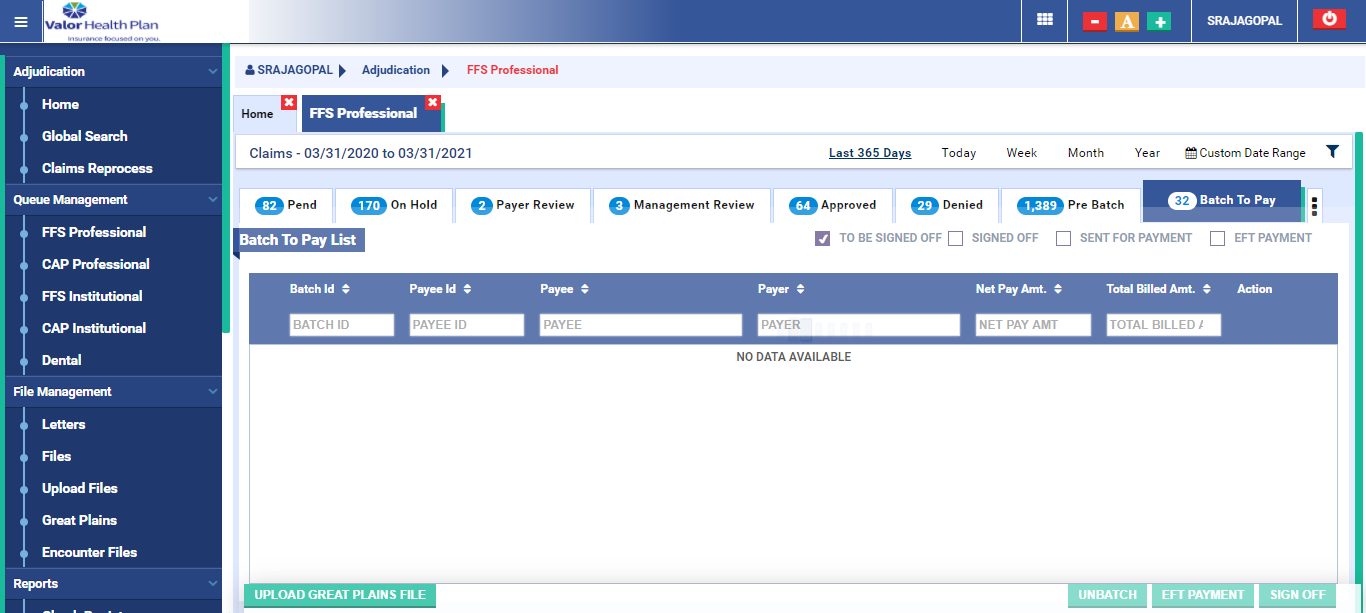 Valor Health Plan
Insurance focused on you.
A
SRAJAGOPAL
Adjudication
Home
Global Search
Claims Reprocess
Queue Management
FFS Professional
CAP Professional
FFS Institutional
CAP Institutional
Dental
File Management
Letters
Files
Upload Files
Great Plains
Encounter Files
Reports
SRAJAGOPAL Adjudication FFS Professional
Home FFS Professional
Claims - 03/31/2020 to 03/31/2021 Last 365 Days Today Week Month Year Custom Date Range
82 Pend 170 On Hold 2 Payer Review 3 Management Review 64 Approved 29 Denied 1,389 Pre Batch 32 Batch To Pay
Batch To Pay List TO BE SIGNED OFF SIGNED OFF SENT FOR PAYMENT EFT PAYMENT
Batch Id Payee Id Payee Payer Net Pay Amt. Total Billed Amt. Action
BATCH ID PAYEE ID PAYEE PAYER NET PAY AMT TOTAL BILLED
NO DATA AVAILABLE
UPLOAD GREAT PLAINS FILE UNBATCH EFT PAYMENT SIGN OFF